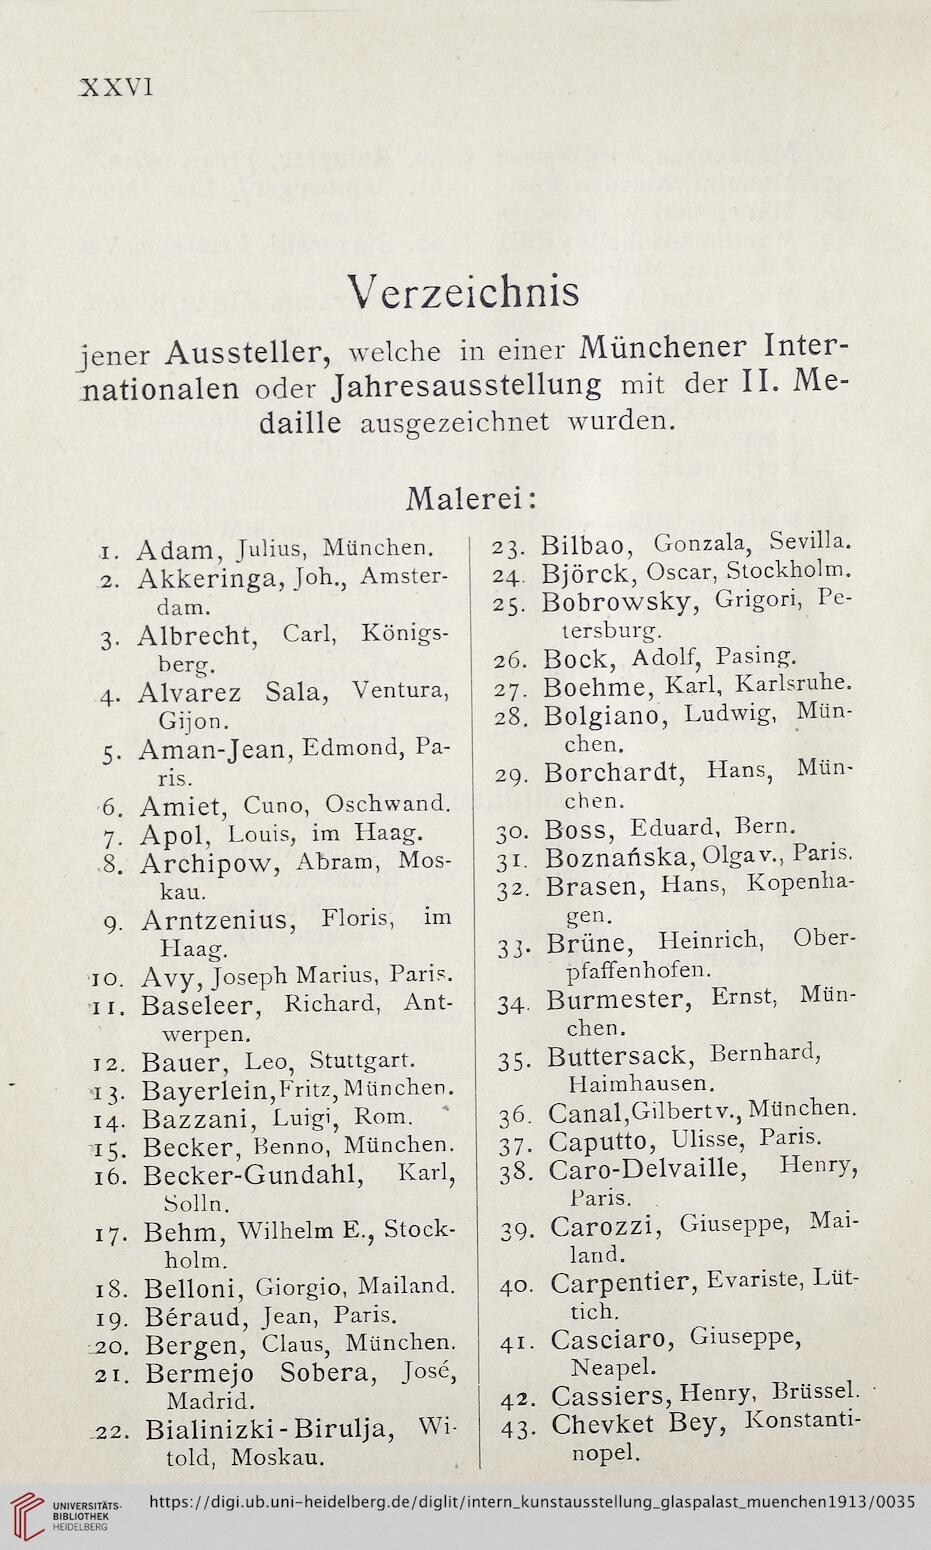 XXVI
Verzeichnis
jener Aussteller, welche in einer Münchener Inter-
nationalen oder Jahresausstellung mit der II. Me-
daille ausgezeichnet wurden.
Malerei:
1. Adam, Julius, München.
2. Akkeringa, Joh., Amster-
dam.
3. Albrecht, Carl, Königs-
berg.
4. Alvarez Sala, Ventura,
Gijon.
5. Aman-Jean, Edmond, Pa-
ris.
6. Amiet, Cuno, Oschwand.
7. Apol, Louis, im Haag.
8. Archipow, Abram, Mos-
kau.
9. Arntzenius, Floris, im
Haag.
10. Avy, Joseph Marius, Paris.
11. Baseleer, Richard, Ant-
werpen.
12. Bauer, Leo, Stuttgart.
13. Bayerlein, Fritz, München.
14. Bazzani, Luigi, Rom.
15. Becker, Benno, München.
16. Becker-Gundahl, Karl,
Solln.
17. Behm, Wilhelm E., Stock-
holm.
18. Belloni, Giorgio, Mailand.
19. Béraud, Jean, Paris.
20. Bergen, Claus, München.
21. Bermejo Sobera, José,
Madrid.
22. Bialinizki-Birulja, Wi-
told, Moskau.
23. Bilbao, Gonzala, Sevilla.
24. Björck, Oscar, Stockholm.
25. Bobrowsky, Grigori, Pe-
tersburg.
26. Bock, Adolf, Pasing.
27. Boehme, Karl, Karlsruhe.
28. Bolgiano, Ludwig, Mün-
chen.
29. Borchardt, Hans, Mün-
chen.
30. Boss, Eduard, Bern.
31. Boznańska, Olga v., Paris.
32. Brasen, Hans, Kopenha-
gen.
33. Brüne, Heinrich, Ober-
pfaffenhofen.
34. Burmester, Ernst, Mün-
chen.
35. Buttersack, Bernhard,
Haimhausen.
36. Canal, Gilbert v., München.
37. Caputto, Ulisse, Paris.
38. Caro-Delvaille, Henry,
Paris.
39. Carozzi, Giuseppe, Mai-
land.
40. Carpentier, Evariste, Lüt-
tich.
41. Casciaro, Giuseppe,
Neapel.
42. Cassiers, Henry, Brüssel.
43. Chevket Bey, Konstanti-
nopel.
UNIVERSITÄTS-
BIBLIOTHEK
HEIDELBERG
https://digi.ub.uni-heidelberg.de/diglit/intern_kunstausstellung_glaspalast_muenchen1913/0035